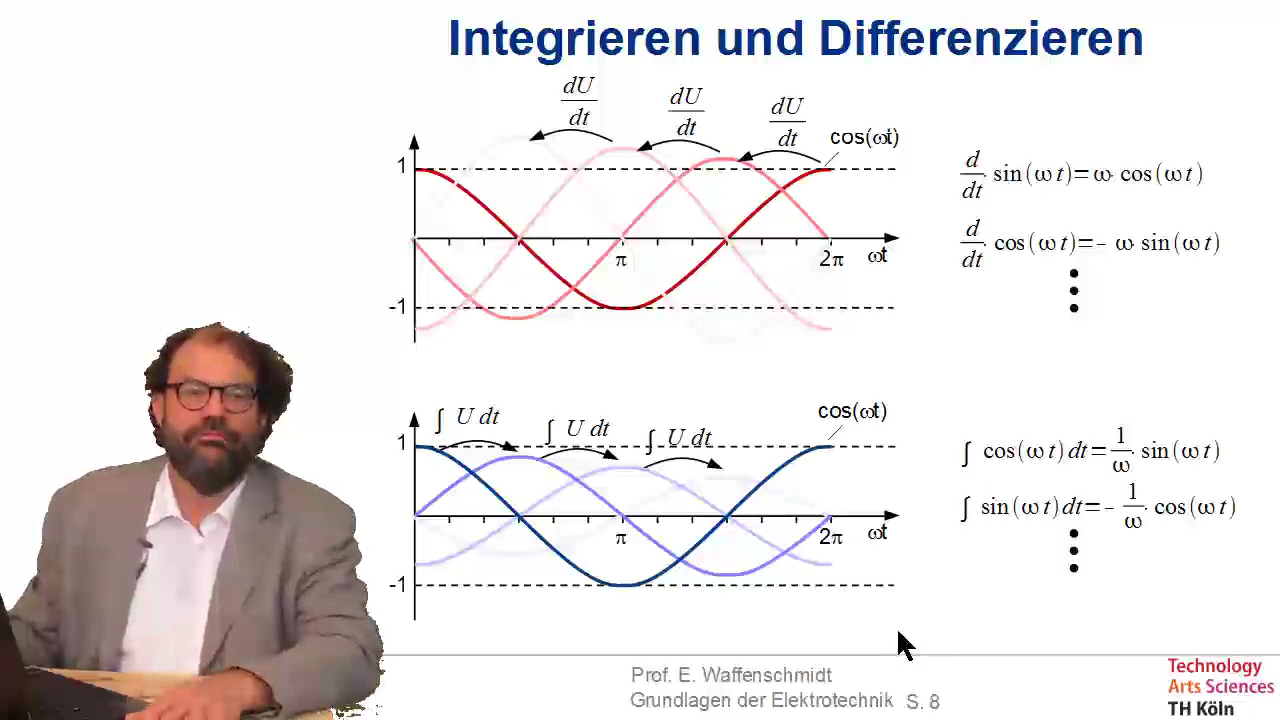 Integrieren und Differenzieren
dU/dt dU/dt dU/dt
cos(ωt)
1
π 2π ωt
-1
d/dt · sin(ωt)=ω· cos(ωt)
d/dt · cos(ωt)=– ω· sin(ωt)
∫ U dt ∫ U dt ∫ U dt
cos(ωt)
1
π 2π ωt
-1
∫ cos(ωt) dt= 1/ω · sin(ωt)
∫ sin(ωt) dt=– 1/ω · cos(ωt)
Prof. E. Waffenschmidt
Grundlagen der Elektrotechnik S. 8
Technology
Arts Sciences
TH Köln